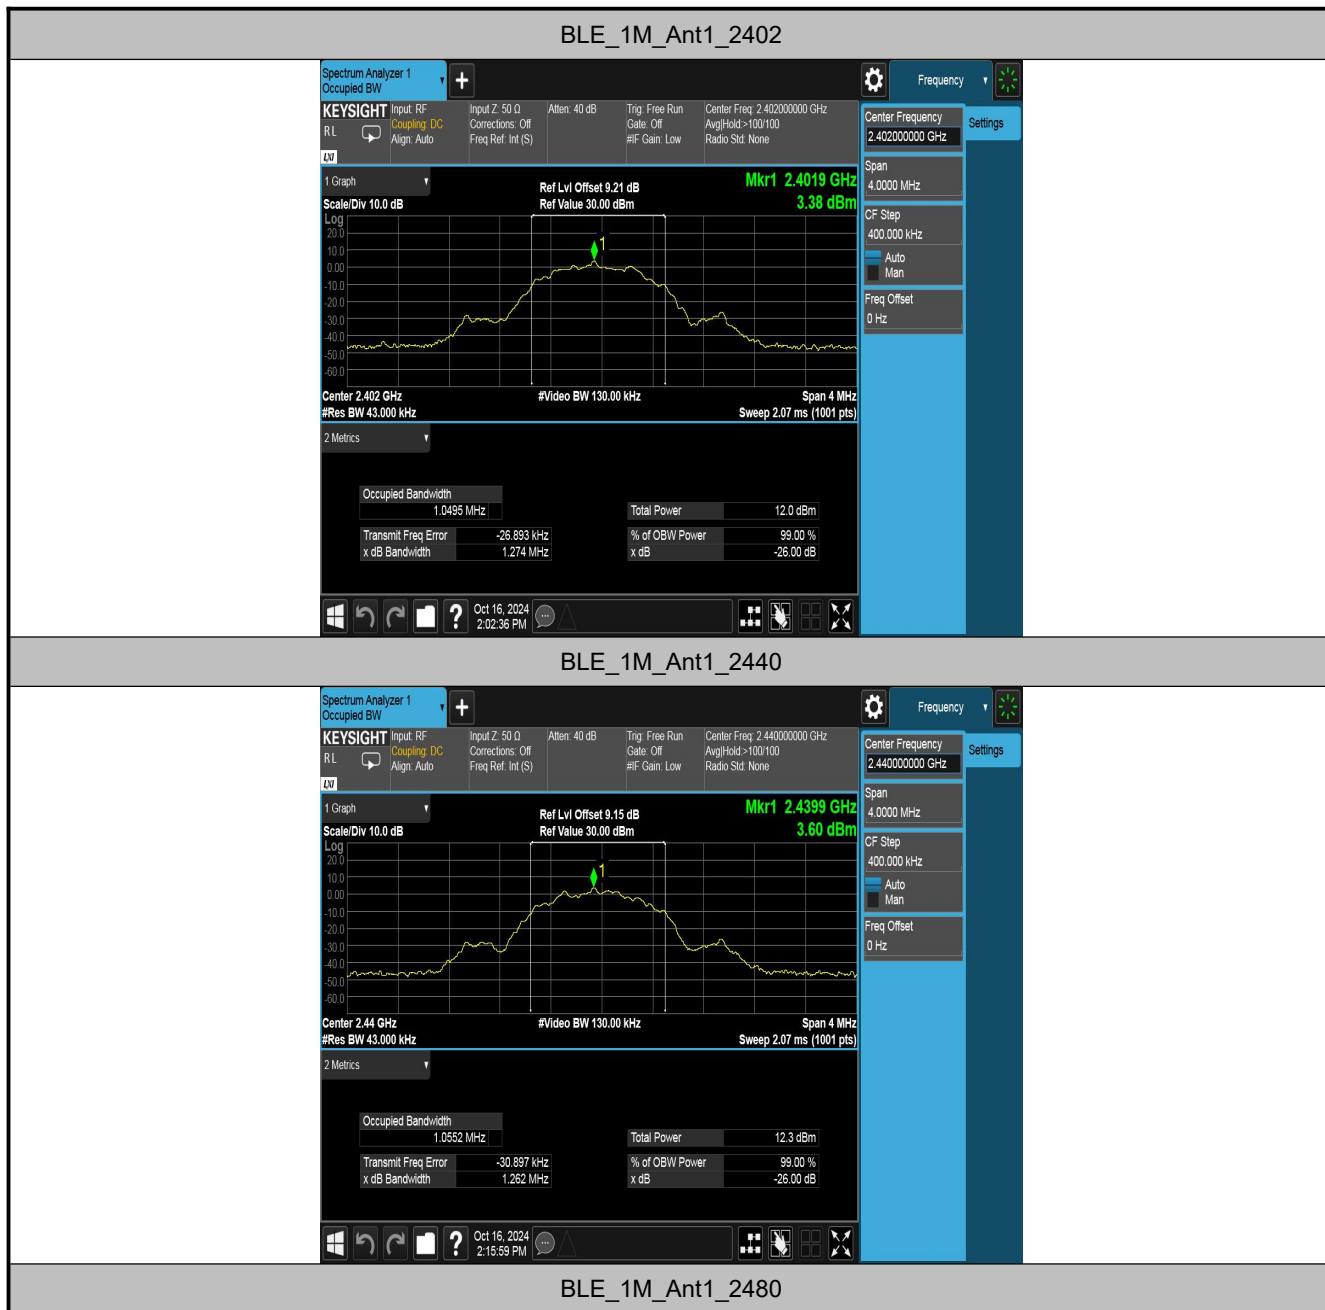 BLE_1M_Ant1_2402
Spectrum Analyzer 1
Occupied BW
Frequency
KEYSIGHT Input: RF Input Z: 50 Ω Atten: 40 dB Trig: Free Run Center Freq: 2.402000000 GHz
RL Coupling: DC Corrections: Off Gate: Off Avg|Hold:>100/100
Align: Auto Freq Ref: Int (S) #IF Gain: Low Radio Std: None
LXI
Center Frequency
2.402000000 GHz
Settings
Span
4.0000 MHz
CF Step
400.000 kHz
Auto
Man
Freq Offset
0 Hz
1 Graph Ref Lvl Offset 9.21 dB Mkr1 2.4019 GHz
Scale/Div 10.0 dB Ref Value 30.00 dBm 3.38 dBm
Log
20.0
10.0
0.00
-10.0
-20.0
-30.0
-40.0
-50.0
-60.0
1
Center 2.402 GHz #Video BW 130.00 kHz Span 4 MHz
#Res BW 43.000 kHz Sweep 2.07 ms (1001 pts)
2 Metrics
Occupied Bandwidth
1.0495 MHz Total Power 12.0 dBm
Transmit Freq Error -26.893 kHz % of OBW Power 99.00 %
x dB Bandwidth 1.274 MHz x dB -26.00 dB
? Oct 16, 2024
2:02:36 PM
BLE_1M_Ant1_2440
Spectrum Analyzer 1
Occupied BW
Frequency
KEYSIGHT Input: RF Input Z: 50 Ω Atten: 40 dB Trig: Free Run Center Freq: 2.440000000 GHz
RL Coupling: DC Corrections: Off Gate: Off Avg|Hold:>100/100
Align: Auto Freq Ref: Int (S) #IF Gain: Low Radio Std: None
LXI
Center Frequency
2.440000000 GHz
Settings
Span
4.0000 MHz
CF Step
400.000 kHz
Auto
Man
Freq Offset
0 Hz
1 Graph Ref Lvl Offset 9.15 dB Mkr1 2.4399 GHz
Scale/Div 10.0 dB Ref Value 30.00 dBm 3.60 dBm
Log
20.0
10.0
0.00
-10.0
-20.0
-30.0
-40.0
-50.0
-60.0
1
Center 2.44 GHz #Video BW 130.00 kHz Span 4 MHz
#Res BW 43.000 kHz Sweep 2.07 ms (1001 pts)
2 Metrics
Occupied Bandwidth
1.0552 MHz Total Power 12.3 dBm
Transmit Freq Error -30.897 kHz % of OBW Power 99.00 %
x dB Bandwidth 1.262 MHz x dB -26.00 dB
? Oct 16, 2024
2:15:59 PM
BLE_1M_Ant1_2480